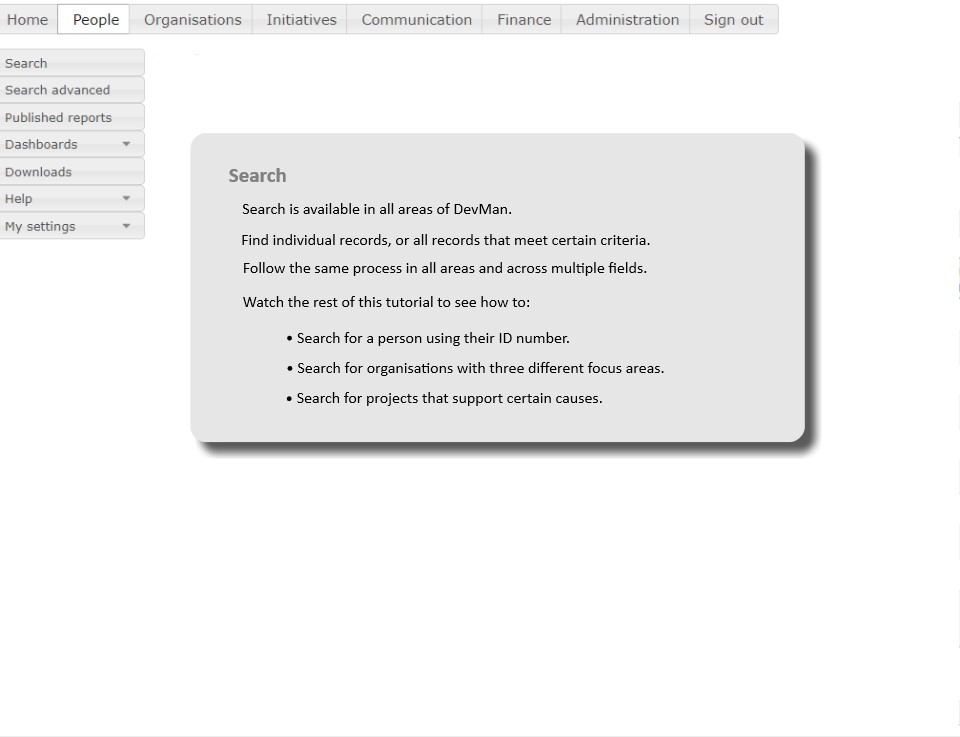 Home People Organisations Initiatives Communication Finance Administration Sign out
Search
Search advanced
Published reports
Dashboards
Downloads
Help
My settings
Search
Search is available in all areas of DevMan.
Find individual records, or all records that meet certain criteria.
Follow the same process in all areas and across multiple fields.
Watch the rest of this tutorial to see how to:
• Search for a person using their ID number.
• Search for organisations with three different focus areas.
• Search for projects that support certain causes.